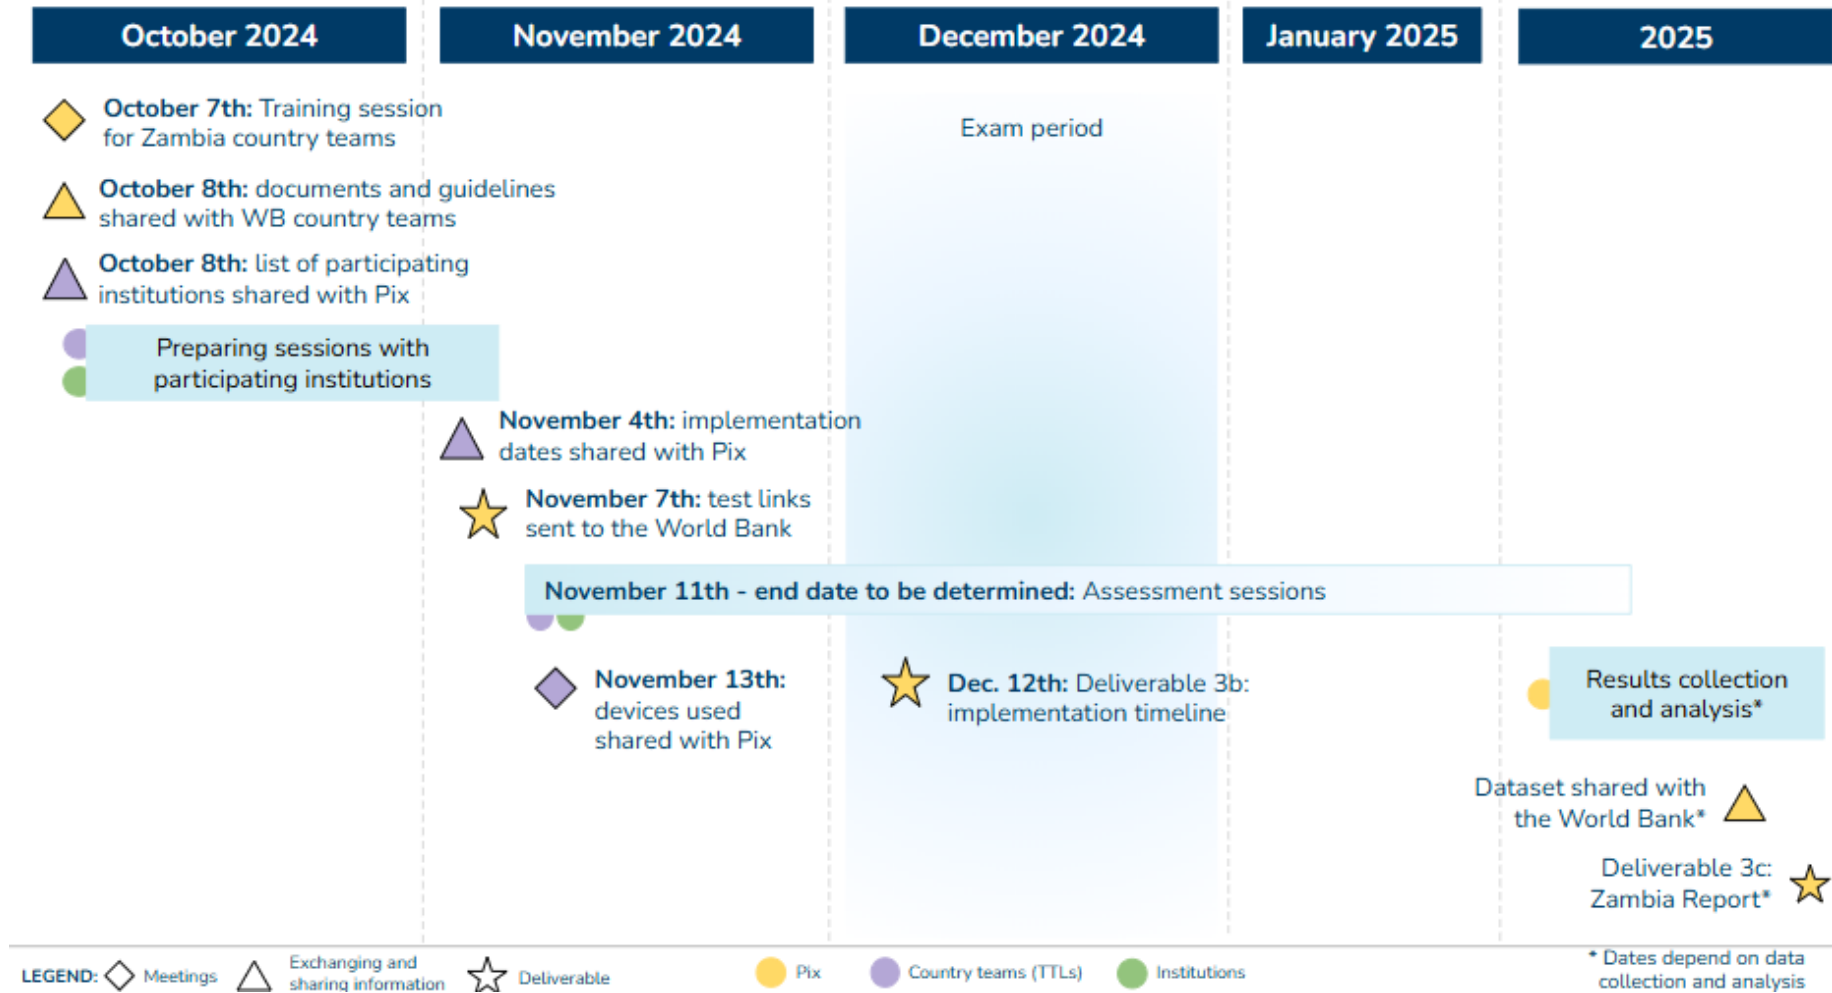 October 2024
November 2024
December 2024
January 2025
2025
October 7th: Training session
for Zambia country teams
October 8th: documents and guidelines
shared with WB country teams
October 8th: list of participating
institutions shared with Pix
Preparing sessions with
participating institutions
Exam period
November 4th: implementation
dates shared with Pix
November 7th: test links
sent to the World Bank
November 11th - end date to be determined: Assessment sessions
November 13th:
devices used
shared with Pix
Dec. 12th: Deliverable 3b:
implementation timeline
Results collection
and analysis*
Dataset shared with
the World Bank*
Deliverable 3c:
Zambia Report*
LEGEND:
Meetings
Exchanging and
sharing information
Deliverable
Pix
Country teams (TTLs)
Institutions
* Dates depend on data
collection and analysis